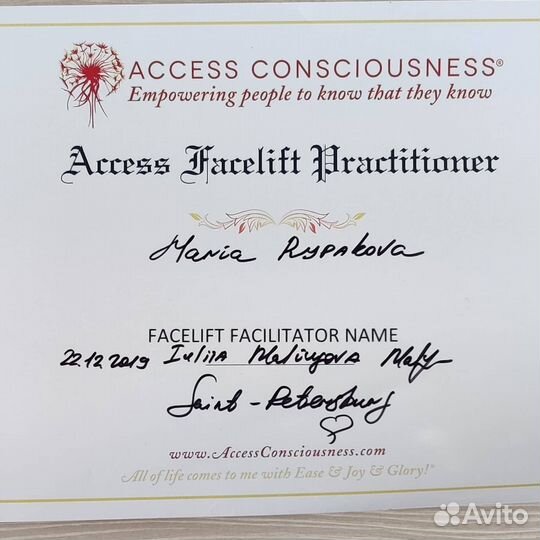 ACCESS CONSCIOUSNESS®
Empowering people to know that they know
Access Facelift Practitioner
Maria Rypakova
FACELIFT FACILITATOR NAME
22.12.2019 Iuliia
Saint-Petersburg
www.AccessConsciousness.com
All of life comes to me with Ease & Joy & Glory!®
Avito